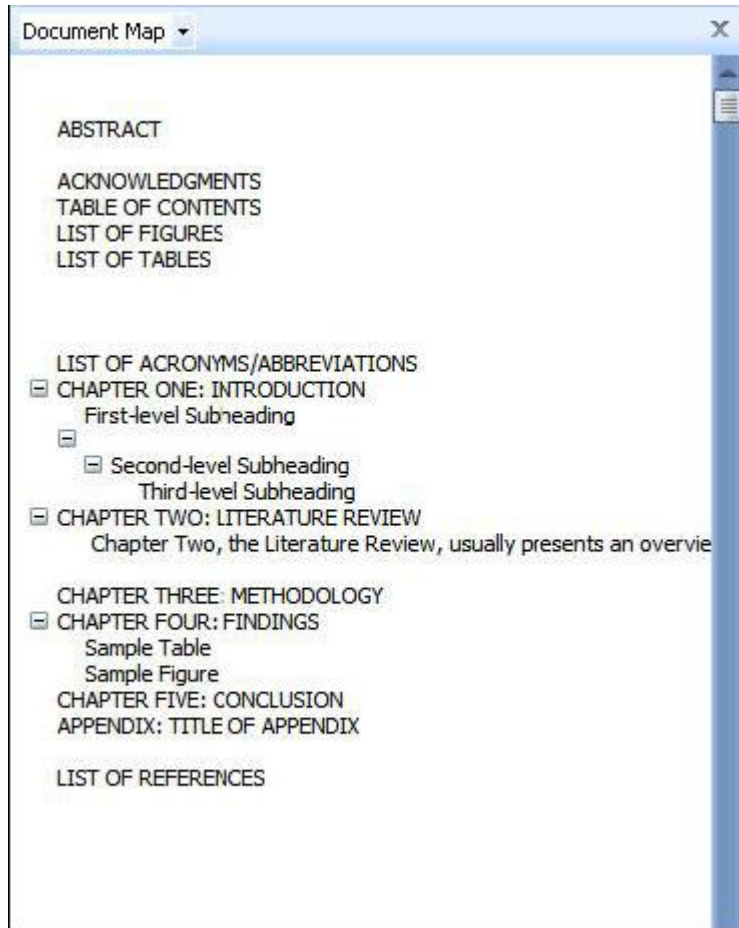 Document Map
ABSTRACT
ACKNOWLEDGMENTS
TABLE OF CONTENTS
LIST OF FIGURES
LIST OF TABLES
LIST OF ACRONYMS/ABBREVIATIONS
CHAPTER ONE: INTRODUCTION
First-level Subheading
Second-level Subheading
Third-level Subheading
CHAPTER TWO: LITERATURE REVIEW
Chapter Two, the Literature Review, usually presents an overvie
CHAPTER THREE: METHODOLOGY
CHAPTER FOUR: FINDINGS
Sample Table
Sample Figure
CHAPTER FIVE: CONCLUSION
APPENDIX: TITLE OF APPENDIX
LIST OF REFERENCES